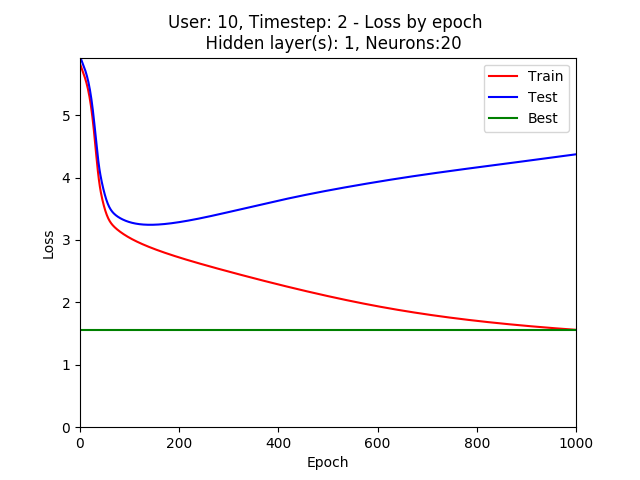 User: 10, Timestep: 2 - Loss by epoch
Hidden layer(s): 1, Neurons:20
Train
Test
Best
5
4
3
2
1
0
Loss
0 200 400 600 800 1000
Epoch